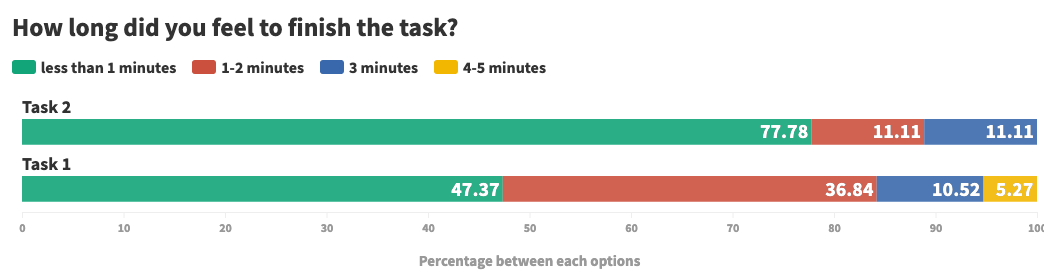 How long did you feel to finish the task?
less than 1 minutes 1-2 minutes 3 minutes 4-5 minutes
Task 2
77.78 11.11 11.11
Task 1
47.37 36.84 10.52 5.27
0 10 20 30 40 50 60 70 80 90 100
Percentage between each options